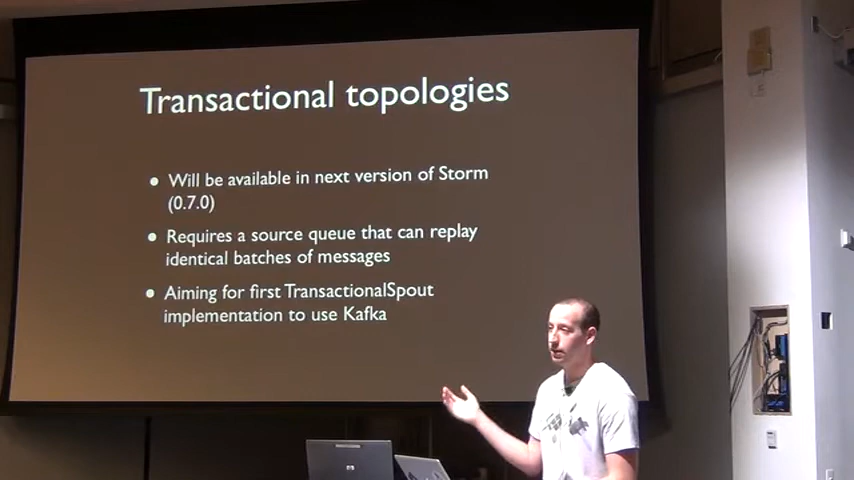 Transactional topologies
• Will be available in next version of Storm
(0.7.0)
• Requires a source queue that can replay
identical batches of messages
• Aiming for first TransactionalSpout
implementation to use Kafka